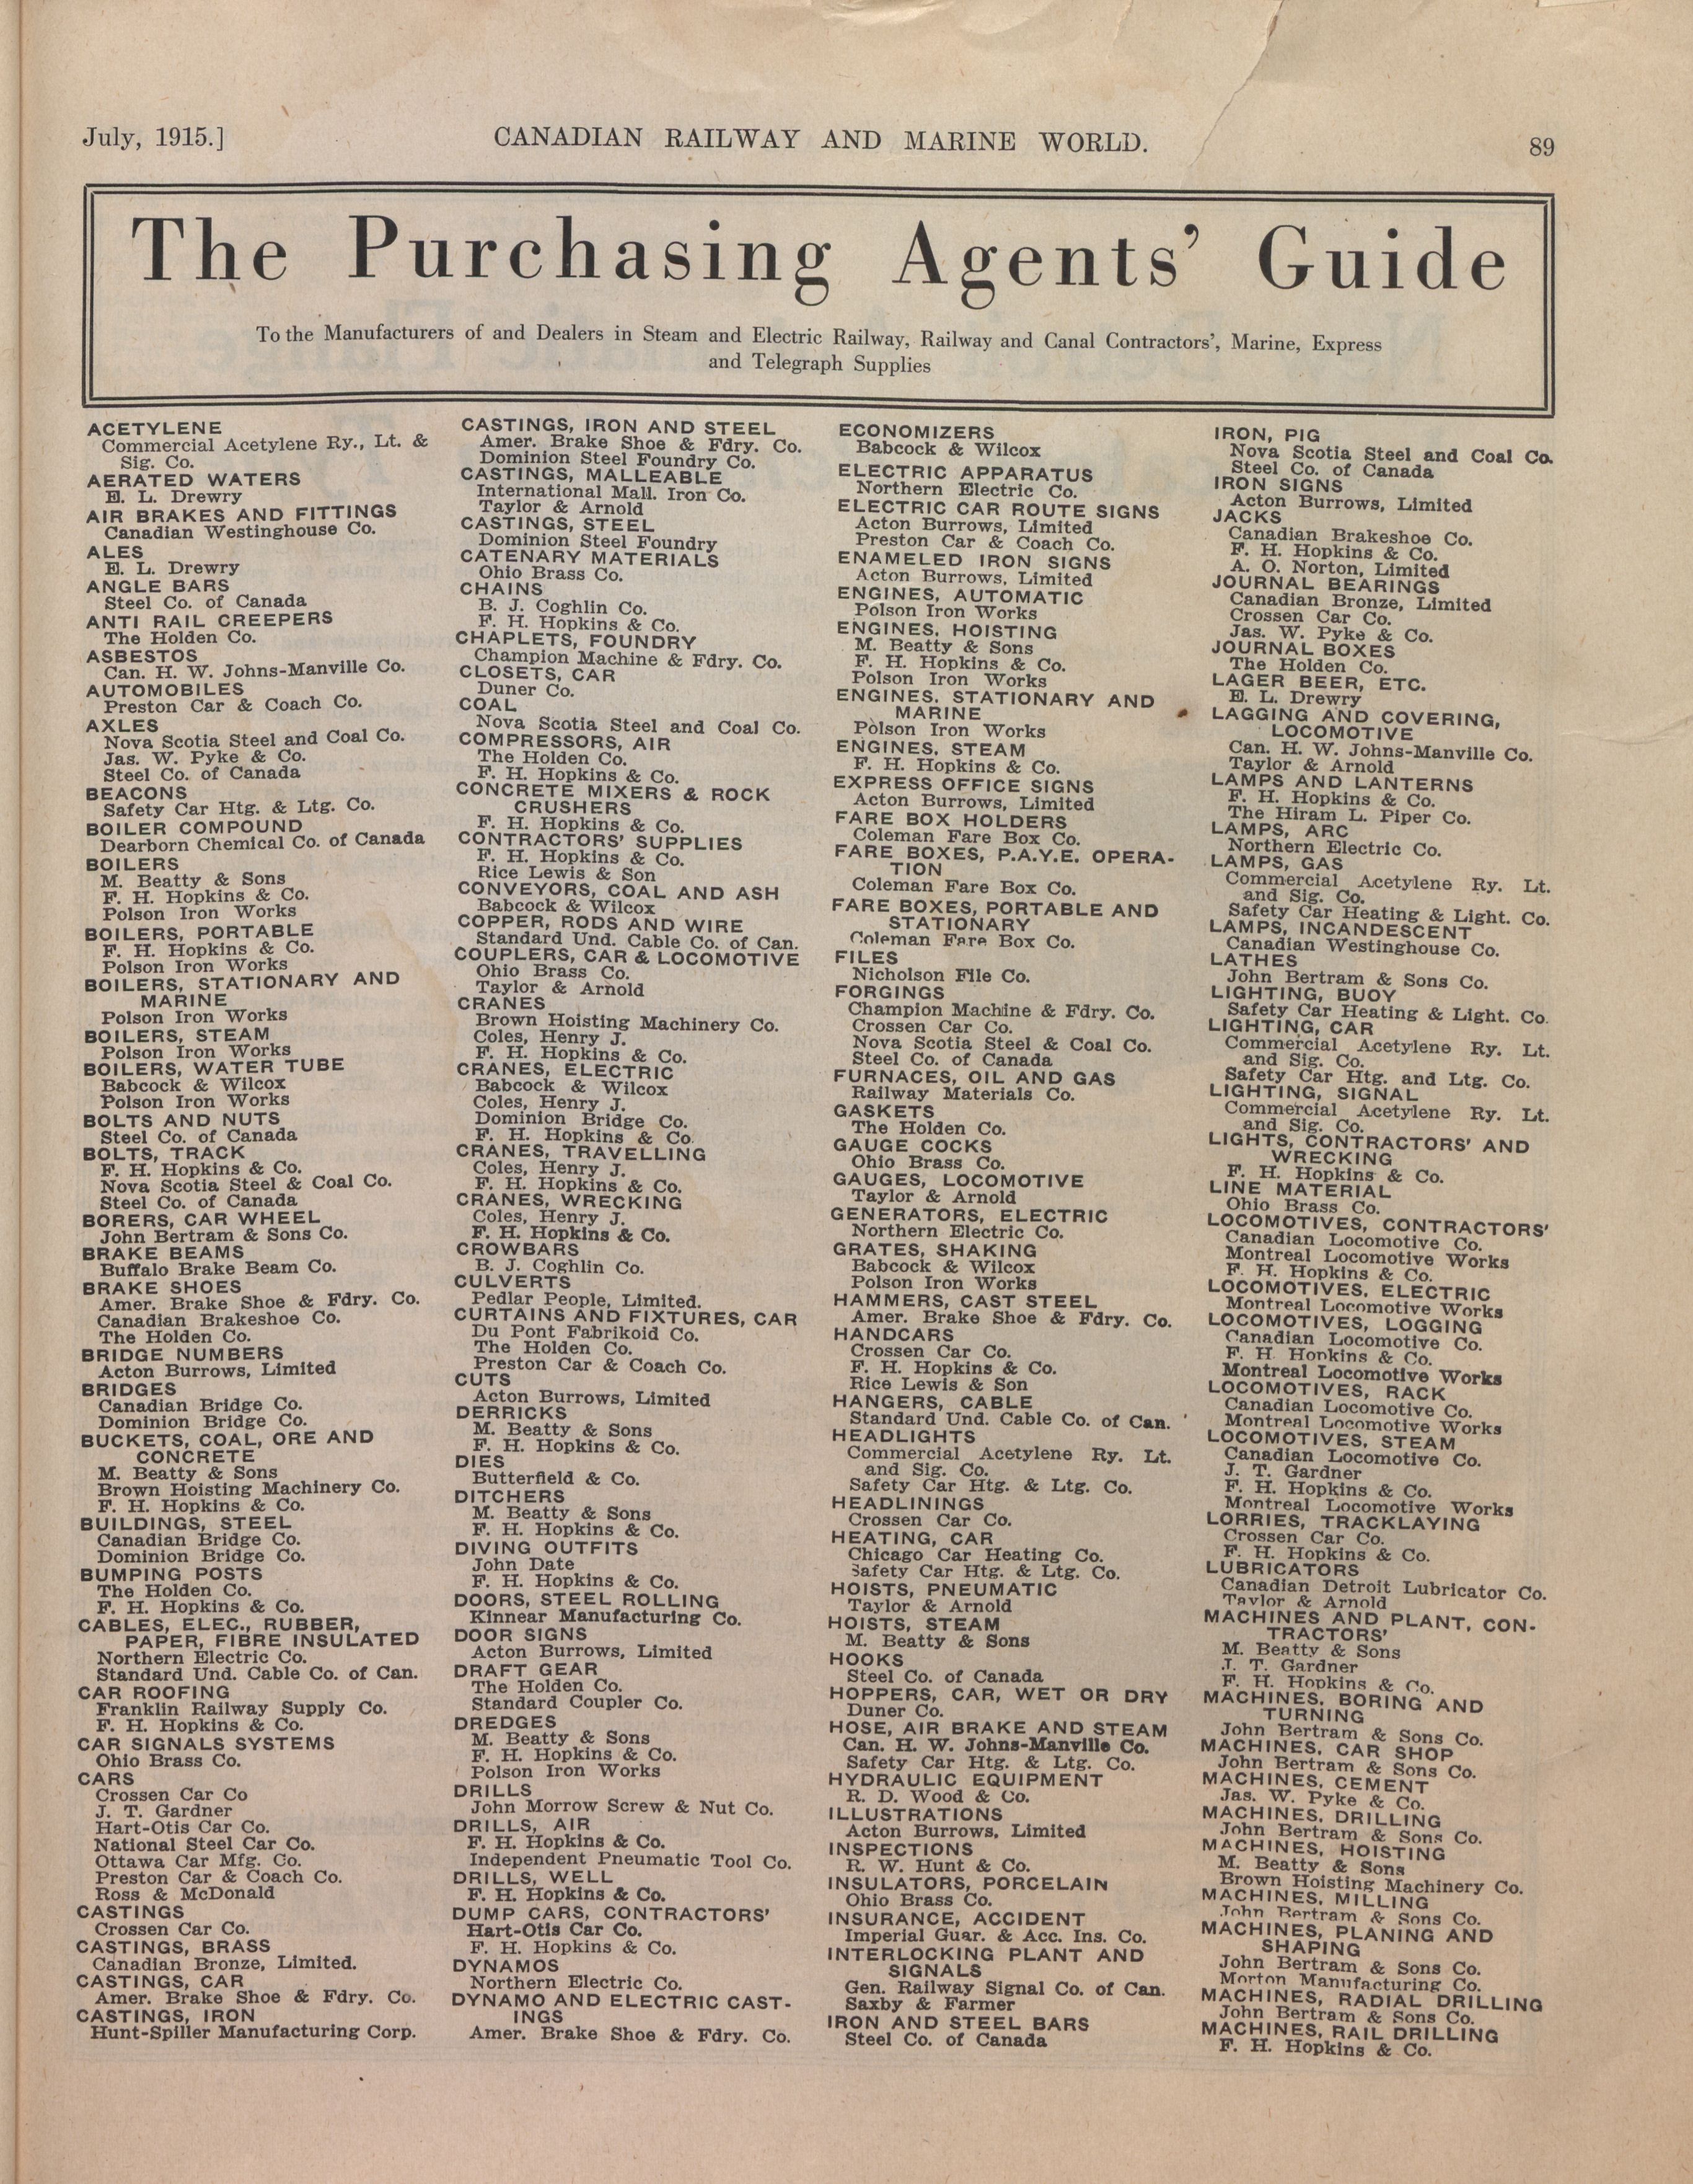 July, 1915.]
CANADIAN RAILWAY AND MARINE WORLD.
89
The Purchasing Agents' Guide
To the Manufacturers of and Dealers in Steam and Electric Railway, Railway and Canal Contractors', Marine, Express
and Telegraph Supplies
ACETYLENE
Commercial Acetylene Ry., Lt. &
Sig. Co.
AERATED WATERS
E. L. Drewry
AIR BRAKES AND FITTINGS
Canadian Westinghouse Co.
ALES
E. L. Drewry
ANGLE BARS
Steel Co. of Canada
ANTI RAIL CREEPERS
The Holden Co.
ASBESTOS
Can. H. W. Johns-Manville Co.
AUTOMOBILES
Preston Car & Coach Co.
AXLES
Nova Scotia Steel and Coal Co.
Jas. W. Pyke & Co.
Steel Co. of Canada
BEACONS
Safety Car Htg. & Ltg. Co.
BOILER COMPOUND
Dearborn Chemical Co. of Canada
BOILERS
M. Beatty & Sons
F. H. Hopkins & Co.
Polson Iron Works
BOILERS, PORTABLE
F. H. Hopkins & Co.
Polson Iron Works
BOILERS, STATIONARY AND
MARINE
Polson Iron Works
BOILERS, STEAM
Polson Iron Works
BOILERS, WATER TUBE
Babcock & Wilcox
Polson Iron Works
BOLTS AND NUTS
Steel Co. of Canada
BOLTS, TRACK
F. H. Hopkins & Co.
Nova Scotia Steel & Coal Co.
Steel Co. of Canada
BORERS, CAR WHEEL
John Bertram & Sons Co.
BRAKE BEAMS
Buffalo Brake Beam Co.
BRAKE SHOES
Amer. Brake Shoe & Fdry. Co.
Canadian Brakeshoe Co.
The Holden Co.
BRIDGE NUMBERS
Acton Burrows, Limited
BRIDGES
Canadian Bridge Co.
Dominion Bridge Co.
BUCKETS, COAL, ORE AND
CONCRETE
M. Beatty & Sons
Brown Hoisting Machinery Co.
F. H. Hopkins & Co.
BUILDINGS, STEEL
Canadian Bridge Co.
Dominion Bridge Co.
BUMPING POSTS
The Holden Co.
F. H. Hopkins & Co.
CABLES, ELEC., RUBBER,
PAPER, FIBRE INSULATED
Northern Electric Co.
Standard Und. Cable Co. of Can.
CAR ROOFING
Franklin Railway Supply Co.
F. H. Hopkins & Co.
CAR SIGNALS SYSTEMS
Ohio Brass Co.
CARS
Crossen Car Co
J. T. Gardner
Hart-Otis Car Co.
National Steel Car Co.
Ottawa Car Mfg. Co.
Preston Car & Coach Co.
Ross & McDonald
CASTINGS
Crossen Car Co.
CASTINGS, BRASS
Canadian Bronze, Limited.
CASTINGS, CAR
Amer. Brake Shoe & Fdry. Co.
CASTINGS, IRON
Hunt-Spiller Manufacturing Corp.
CASTINGS, IRON AND STEEL
Amer. Brake Shoe & Fdry. Co.
Dominion Steel Foundry Co.
CASTINGS, MALLEABLE
International Mall. Iron Co.
Taylor & Arnold
CASTINGS, STEEL
Dominion Steel Foundry
CATENARY MATERIALS
Ohio Brass Co.
CHAINS
B. J. Coghlin Co.
F. H. Hopkins & Co.
CHAPLETS, FOUNDRY
Champion Machine & Fdry. Co.
CLOSETS, CAR
Duner Co.
COAL
Nova Scotia Steel and Coal Co.
COMPRESSORS, AIR
The Holden Co.
F. H. Hopkins & Co.
CONCRETE MIXERS & ROCK
CRUSHERS
F. H. Hopkins & Co.
CONTRACTORS' SUPPLIES
F. H. Hopkins & Co.
Rice Lewis & Son
CONVEYORS, COAL AND ASH
Babcock & Wilcox
COPPER, RODS AND WIRE
Standard Und. Cable Co. of Can.
COUPLERS, CAR & LOCOMOTIVE
Ohio Brass Co.
Taylor & Arnold
CRANES
Brown Hoisting Machinery Co.
Coles, Henry J.
F. H. Hopkins & Co.
CRANES, ELECTRIC
Babcock & Wilcox
Coles, Henry J.
Dominion Bridge Co.
F. H. Hopkins & Co.
CRANES, TRAVELLING
Coles, Henry J.
F. H. Hopkins & Co.
CRANES, WRECKING
Coles, Henry J.
F. H. Hopkins & Co.
CROWBARS
B. J. Coghlin Co.
CULVERTS
Pedlar People, Limited.
CURTAINS AND FIXTURES, CAR
Du Pont Fabrikoid Co.
The Holden Co.
Preston Car & Coach Co.
CUTS
Acton Burrows, Limited
DERRICKS
M. Beatty & Sons
F. H. Hopkins & Co.
DIES
Butterfield & Co.
DITCHERS
M. Beatty & Sons
F. H. Hopkins & Co.
DIVING OUTFITS
John Date
F. H. Hopkins & Co.
DOORS, STEEL ROLLING
Kinnear Manufacturing Co.
DOOR SIGNS
Acton Burrows, Limited
DRAFT GEAR
The Holden Co.
Standard Coupler Co.
DREDGES
M. Beatty & Sons
F. H. Hopkins & Co.
Polson Iron Works
DRILLS
John Morrow Screw & Nut Co.
DRILLS, AIR
F. H. Hopkins & Co.
Independent Pneumatic Tool Co.
DRILLS, WELL
F. H. Hopkins & Co.
DUMP CARS, CONTRACTORS'
Hart-Otis Car Co.
F. H. Hopkins & Co.
DYNAMOS
Northern Electric Co.
DYNAMO AND ELECTRIC CAST-
INGS
Amer. Brake Shoe & Fdry. Co.
ECONOMIZERS
Babcock & Wilcox
ELECTRIC APPARATUS
Northern Electric Co.
ELECTRIC CAR ROUTE SIGNS
Acton Burrows, Limited
Preston Car & Coach Co.
ENAMELED IRON SIGNS
Acton Burrows, Limited
ENGINES, AUTOMATIC
Polson Iron Works
ENGINES, HOISTING
M. Beatty & Sons
F. H. Hopkins & Co.
Polson Iron Works
ENGINES, STATIONARY AND
MARINE
Polson Iron Works
ENGINES, STEAM
F. H. Hopkins & Co.
EXPRESS OFFICE SIGNS
Acton Burrows, Limited
FARE BOX HOLDERS
Coleman Fare Box Co.
FARE BOXES, P.A.Y.E. OPERA-
TION
Coleman Fare Box Co.
FARE BOXES, PORTABLE AND
STATIONARY
Coleman Fare Box Co.
FILES
Nicholson File Co.
FORGINGS
Champion Machine & Fdry. Co.
Crossen Car Co.
Nova Scotia Steel & Coal Co.
Steel Co. of Canada
FURNACES, OIL AND GAS
Railway Materials Co.
GASKETS
The Holden Co.
GAUGE COCKS
Ohio Brass Co.
GAUGES, LOCOMOTIVE
Taylor & Arnold
GENERATORS, ELECTRIC
Northern Electric Co.
GRATES, SHAKING
Babcock & Wilcox
Polson Iron Works
HAMMERS, CAST STEEL
Amer. Brake Shoe & Fdry. Co.
HANDCARS
Crossen Car Co.
F. H. Hopkins & Co.
Rice Lewis & Son
HANGERS, CABLE
Standard Und. Cable Co. of Can.
HEADLIGHTS
Commercial Acetylene Ry. Lt.
and Sig. Co.
Safety Car Htg. & Ltg. Co.
HEADLININGS
Crossen Car Co.
HEATING, CAR
Chicago Car Heating Co.
Safety Car Htg. & Ltg. Co.
HOISTS, PNEUMATIC
Taylor & Arnold
HOISTS, STEAM
M. Beatty & Sons
HOOKS
Steel Co. of Canada
HOPPERS, CAR, WET OR DRY
Duner Co.
HOSE, AIR BRAKE AND STEAM
Can. H. W. Johns-Manville Co.
Safety Car Htg. & Ltg. Co.
HYDRAULIC EQUIPMENT
R. D. Wood & Co.
ILLUSTRATIONS
Acton Burrows, Limited
INSPECTIONS
R. W. Hunt & Co.
INSULATORS, PORCELAIN
Ohio Brass Co.
INSURANCE, ACCIDENT
Imperial Guar. & Acc. Ins. Co.
INTERLOCKING PLANT AND
SIGNALS
Gen. Railway Signal Co. of Can.
Saxby & Farmer
IRON AND STEEL BARS
Steel Co. of Canada
IRON, PIG
Nova Scotia Steel and Coal Co.
Steel Co. of Canada
IRON SIGNS
Acton Burrows, Limited
JACKS
Canadian Brakeshoe Co.
F. H. Hopkins & Co.
A. O. Norton, Limited
JOURNAL BEARINGS
Canadian Bronze, Limited
Crossen Car Co.
Jas. W. Pyke & Co.
JOURNAL BOXES
The Holden Co.
LAGER BEER, ETC.
E. L. Drewry
LAGGING AND COVERING,
LOCOMOTIVE
Can. H. W. Johns-Manville Co.
Taylor & Arnold
LAMPS AND LANTERNS
F. H. Hopkins & Co.
The Hiram L. Piper Co.
LAMPS, ARC
Northern Electric Co.
LAMPS, GAS
Commercial Acetylene Ry. Lt.
and Sig. Co.
Safety Car Heating & Light. Co.
LAMPS, INCANDESCENT
Canadian Westinghouse Co.
LATHES
John Bertram & Sons Co.
LIGHTING, BUOY
Safety Car Heating & Light. Co.
LIGHTING, CAR
Commercial Acetylene Ry. Lt.
and Sig. Co.
Safety Car Htg. and Ltg. Co.
LIGHTING, SIGNAL
Commercial Acetylene Ry. Lt.
and Sig. Co.
LIGHTS, CONTRACTORS' AND
WRECKING
F. H. Hopkins & Co.
LINE MATERIAL
Ohio Brass Co.
LOCOMOTIVES, CONTRACTORS'
Canadian Locomotive Co.
Montreal Locomotive Works
F. H. Hopkins & Co.
LOCOMOTIVES, ELECTRIC
Montreal Locomotive Works
LOCOMOTIVES, LOGGING
Canadian Locomotive Co.
F. H. Hopkins & Co.
Montreal Locomotive Works
LOCOMOTIVES, RACK
Canadian Locomotive Co.
Montreal Locomotive Works
LOCOMOTIVES, STEAM
Canadian Locomotive Co.
J. T. Gardner
F. H. Hopkins & Co.
Montreal Locomotive Works
LORRIES, TRACKLAYING
Crossen Car Co.
F. H. Hopkins & Co.
LUBRICATORS
Canadian Detroit Lubricator Co.
Taylor & Arnold
MACHINES AND PLANT, CON-
TRACTORS'
M. Beatty & Sons
J. T. Gardner
F. H. Hopkins & Co.
MACHINES, BORING AND
TURNING
John Bertram & Sons Co.
MACHINES, CAR SHOP
John Bertram & Sons Co.
MACHINES, CEMENT
Jas. W. Pyke & Co.
MACHINES, DRILLING
John Bertram & Sons Co.
MACHINES, HOISTING
M. Beatty & Sons
Brown Hoisting Machinery Co.
MACHINES, MILLING
John Bertram & Sons Co.
MACHINES, PLANING AND
SHAPING
John Bertram & Sons Co.
Morton Manufacturing Co.
MACHINES, RADIAL DRILLING
John Bertram & Sons Co.
MACHINES, RAIL DRILLING
F. H. Hopkins & Co.